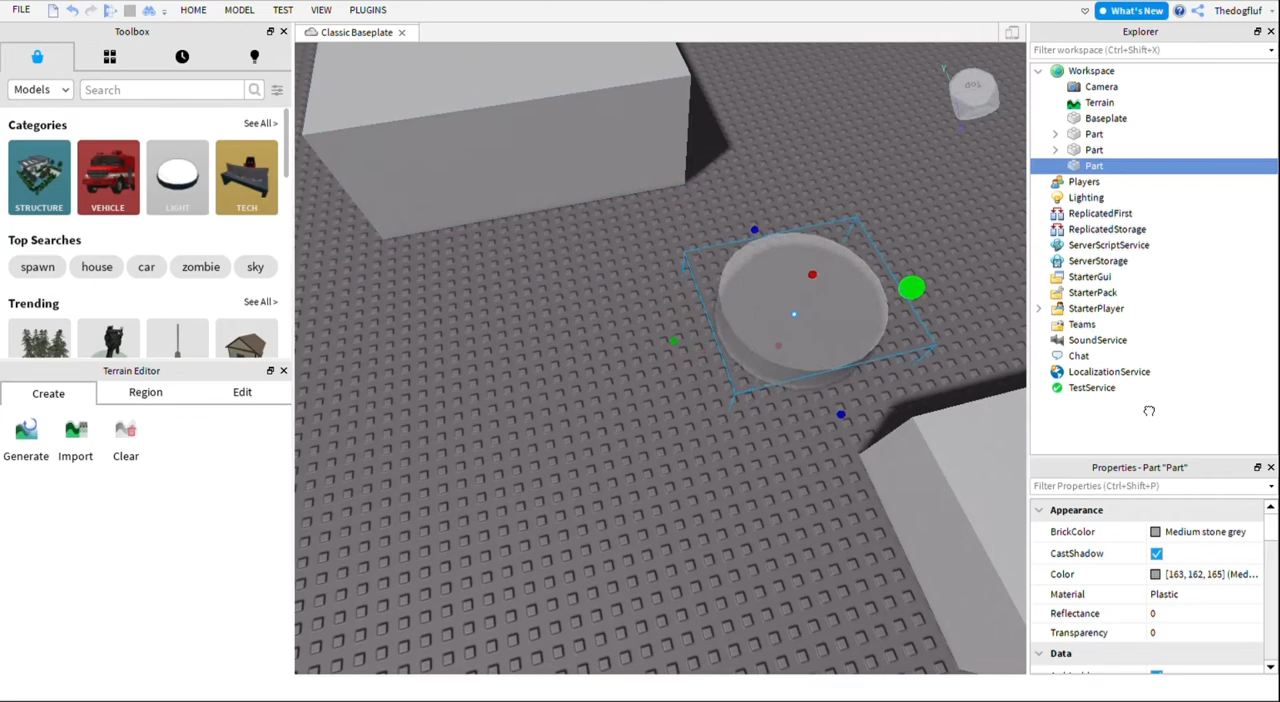 FILE HOME MODEL TEST VIEW PLUGINS What's New Thedogfluf
Toolbox
Models Search
Categories See All >
STRUCTURE VEHICLE LIGHT TECH
Top Searches
spawn house car zombie sky
Trending See All >
Terrain Editor
Create Region Edit
Generate Import Clear
Classic Baseplate
Y
Explorer
Filter workspace (Ctrl+Shift+X)
Workspace
Camera
Terrain
Baseplate
Part
Part
Part
Players
Lighting
ReplicatedFirst
ReplicatedStorage
ServerScriptService
ServerStorage
StarterGui
StarterPack
StarterPlayer
Teams
SoundService
Chat
LocalizationService
TestService
Properties - Part "Part"
Filter Properties (Ctrl+Shift+P)
Appearance
BrickColor Medium stone grey
CastShadow
Color [163, 162, 165] (Med...
Material Plastic
Reflectance 0
Transparency 0
Data